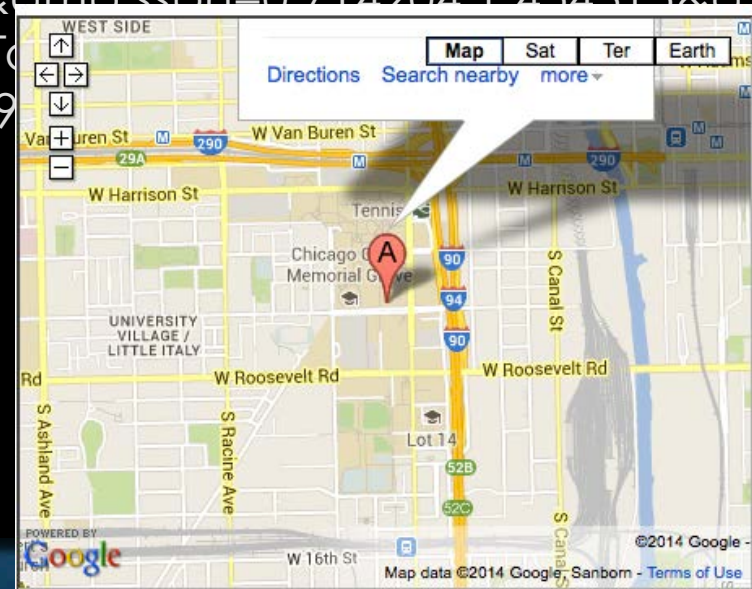 WEST SIDE
Map Sat Ter Earth
Directions Search nearby more
Van Buren St M 290 W Van Buren St
29A M M 290
W Harrison St W Harrison St
Tennis
Chicago
Memorial Grove
A
90
94
90
S Canal St
UNIVERSITY
VILLAGE /
LITTLE ITALY
Rd W Roosevelt Rd W Roosevelt Rd
S Ashland Ave
S Racine Ave
Lot 14
52B
52C
POWERED BY
Google
W 16th St
©2014 Google -
Map data ©2014 Google, Sanborn - Terms of Use